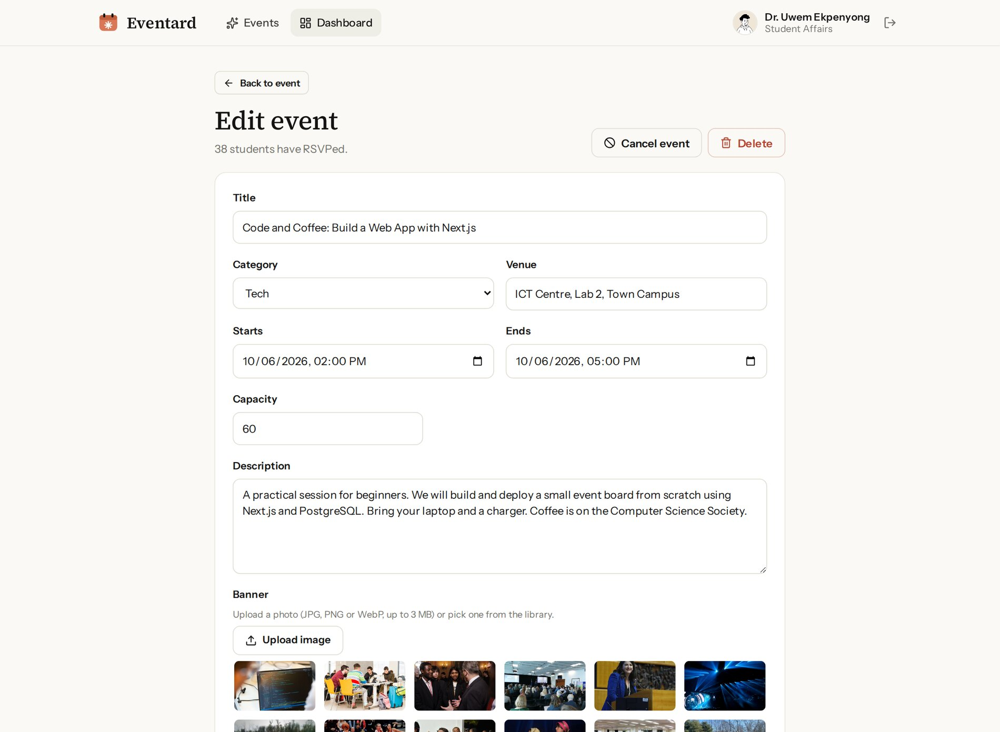 Eventard
Events
Dashboard
Dr. Uwem Ekpenyong
Student Affairs
Back to event
Edit event
38 students have RSVPed.
Cancel event
Delete
Title
Code and Coffee: Build a Web App with Next.js
Category
Venue
Tech
ICT Centre, Lab 2, Town Campus
Starts
Ends
10/06/2026, 02:00 PM
10/06/2026, 05:00 PM
Capacity
60
Description
A practical session for beginners. We will build and deploy a small event board from scratch using
Next.js and PostgreSQL. Bring your laptop and a charger. Coffee is on the Computer Science Society.
Banner
Upload a photo (JPG, PNG or WebP, up to 3 MB) or pick one from the library.
Upload image